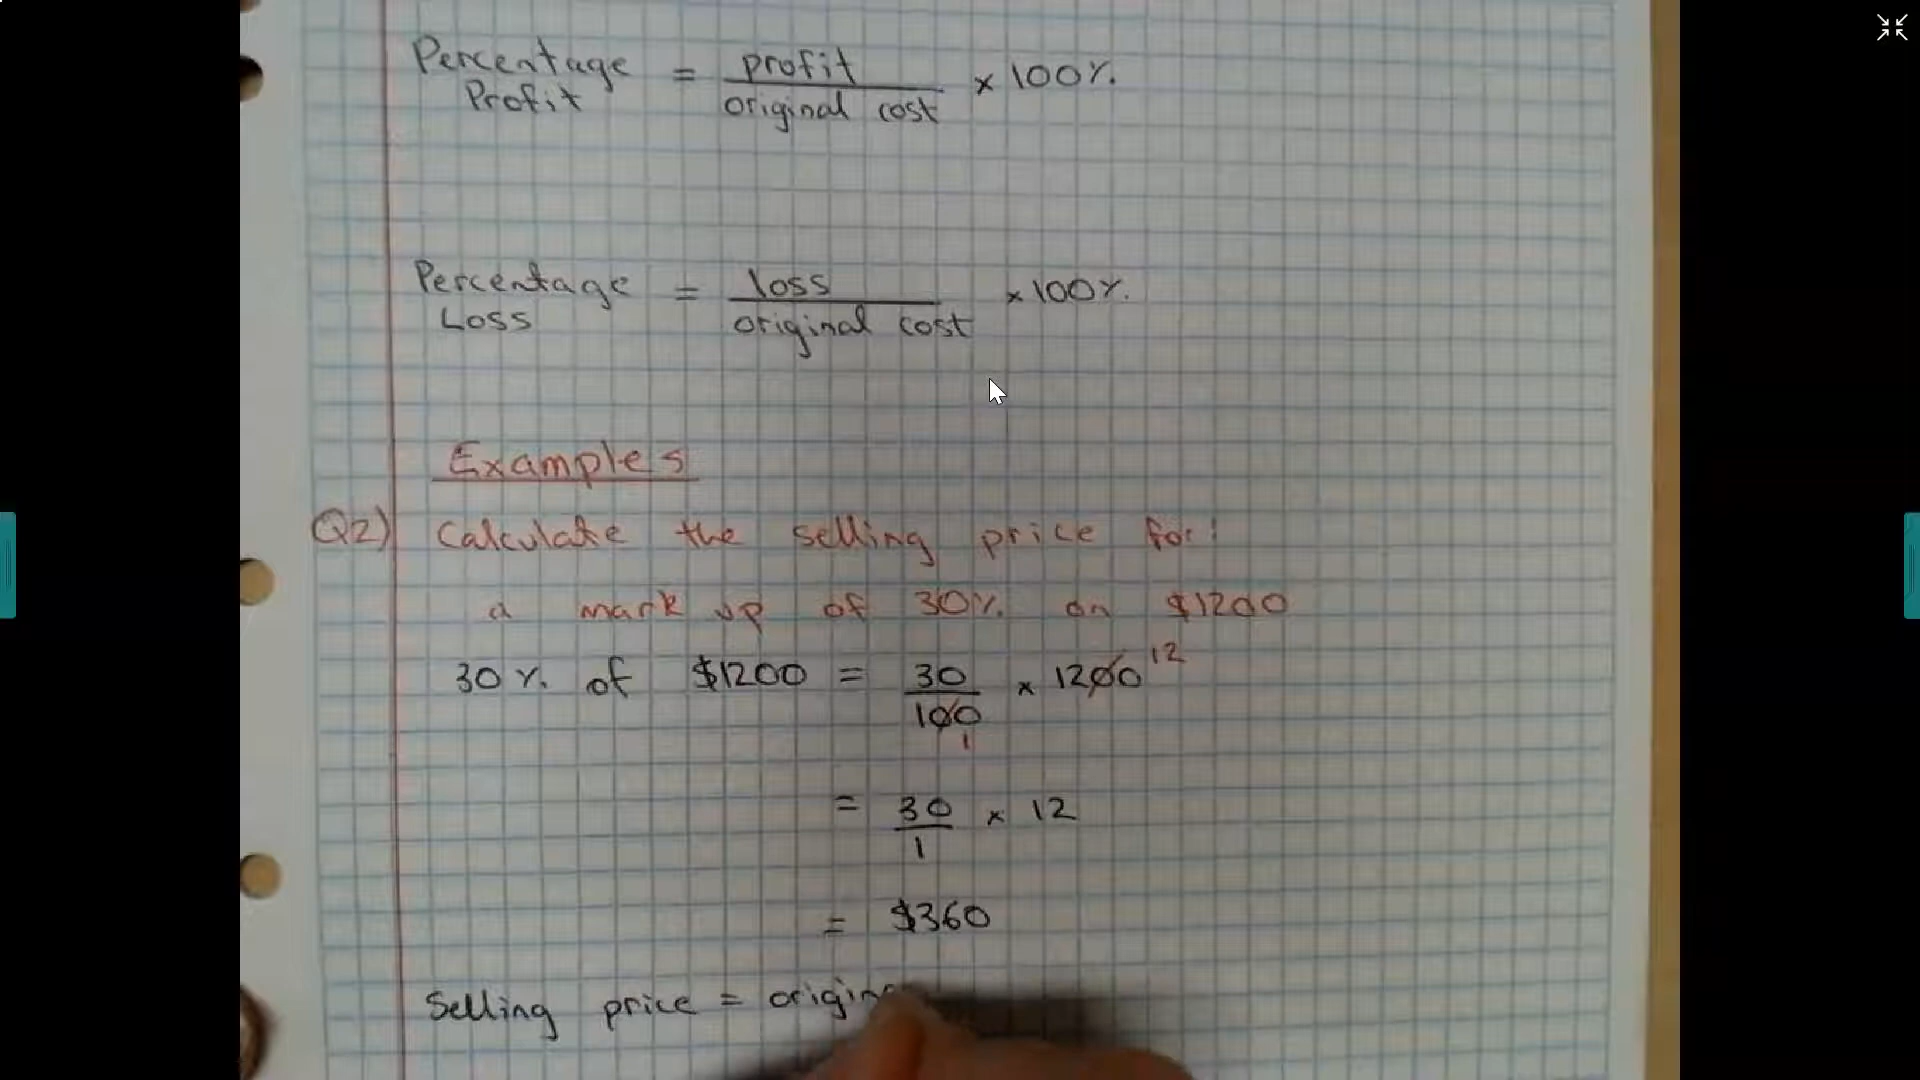 Percentage = profit × 100%
Profit original cost
Percentage = loss × 100%
Loss original cost
Examples
Q2) Calculate the selling price for:
a mark up of 30% on $1200
30% of $1200 = 30 × 1200 12
100
1
= 30 × 12
1
= $360
Selling price = origin